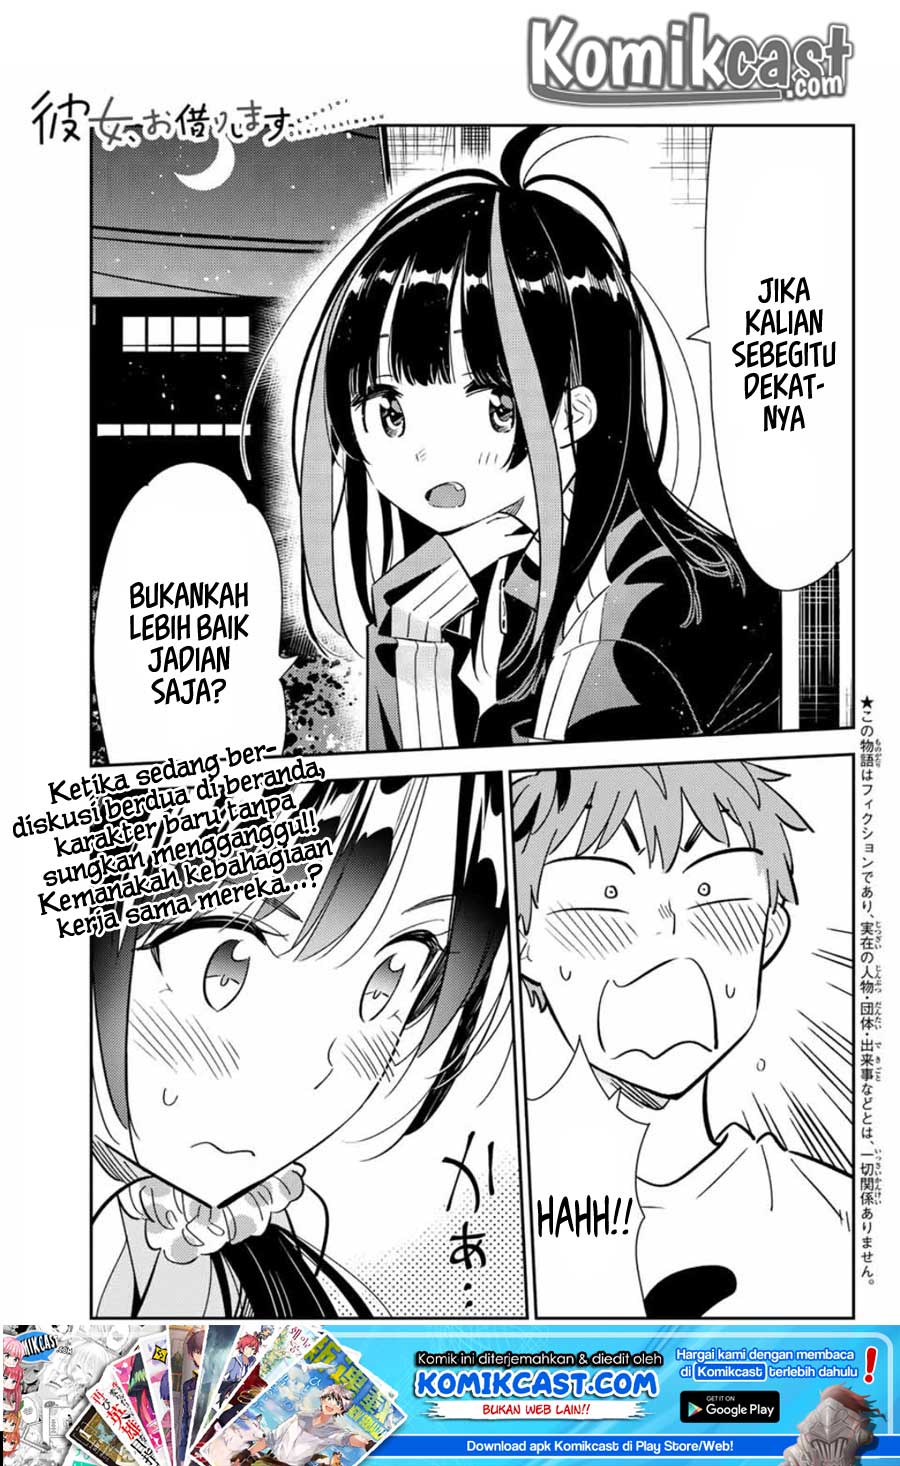 Komikcast
.com
彼女、お借りします
JIKA
KALIAN
SEBEGITU
DEKAT-
NYA
BUKANKAH
LEBIH BAIK
JADIAN
SAJA?
Ketika sedang ber-
diskusi berdua di beranda,
karakter baru tanpa
sungkan mengganggu!!
Kemanakah kebahagiaan
kerja sama mereka...?
HAHH!!
かあ…
★この物語はフィクションであり、実在の人物・団体・出来事などとは、一切関係ありません。
MIKCAST.COM
Komik ini diterjemahkan & diedit oleh
KOMIKCAST.COM
BUKAN WEB LAIN!!
Hargai kami dengan membaca
di Komikcast terlebih dahulu !
GET IT ON
Google Play
Download apk Komikcast di Play Store/Web!